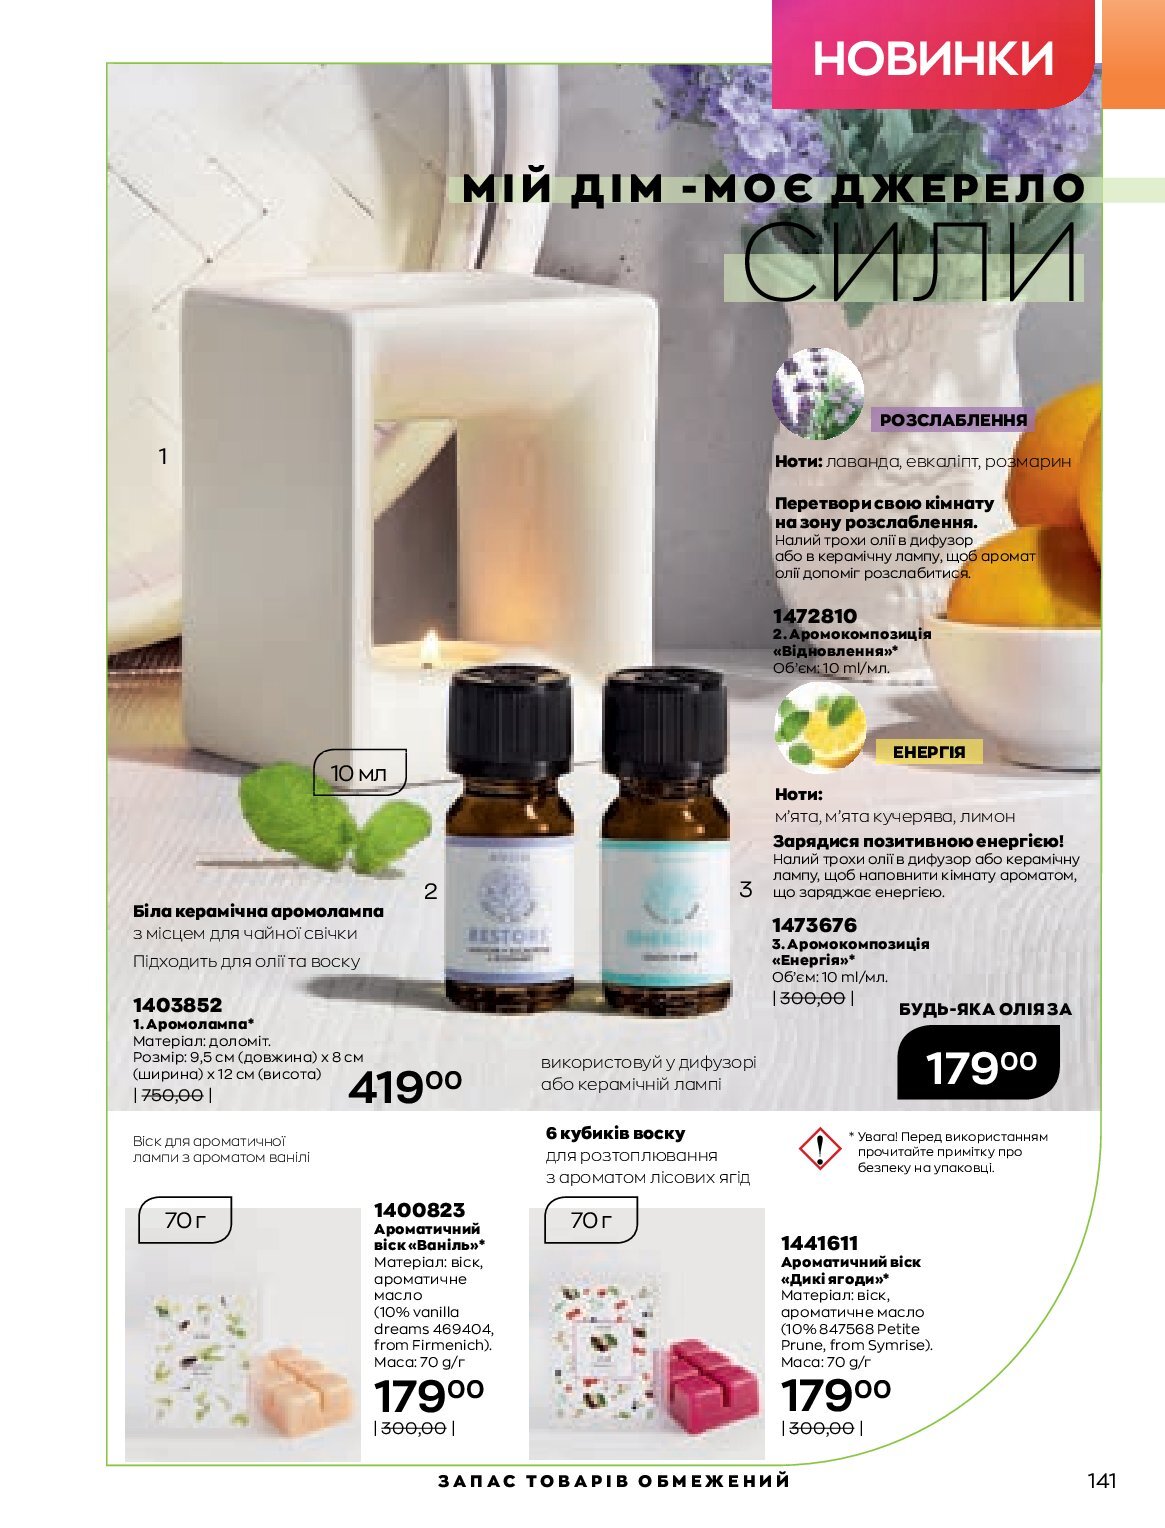 НОВИНКИ
МІЙ ДІМ -МОЄ ДЖЕРЕЛО
СИЛИ
РОЗСЛАБЛЕННЯ
1
Ноти: лаванда, евкаліпт, розмарин
Перетвори свою кімнату
на зону розслаблення.
Налий трохи олії в дифузор
або в керамічну лампу, щоб аромат
олії допоміг розслабитися.
1472810
2. Аромокомпозиція
«Відновлення»*
Об’єм: 10 ml/мл.
ЕНЕРГІЯ
10 мл
Ноти:
м’ята, м’ята кучерява, лимон
Зарядися позитивною енергією!
Налий трохи олії в дифузор або керамічну
лампу, щоб наповнити кімнату ароматом,
що заряджає енергією.
2
3
RESTORE
1473676
3. Аромокомпозиція
«Енергія»*
Об’єм: 10 ml/мл.
| 300,00 |
БУДЬ-ЯКА ОЛІЯ ЗА
17900
Біла керамічна аромолампа
з місцем для чайної свічки
Підходить для олії та воску
1403852
1. Аромолампа*
Матеріал: доломіт.
Розмір: 9,5 см (довжина) x 8 см
(ширина) x 12 см (висота)
| 750,00 |
41900
використовуй у дифузорі
або керамічній лампі
Віск для ароматичної
лампи з ароматом ванілі
70 г
1400823
Ароматичний
віск «Ваніль»*
Матеріал: віск,
ароматичне
масло
(10% vanilla
dreams 469404,
from Firmenich).
Маса: 70 g/г
17900
| 300,00 |
6 кубиків воску
для розтоплювання
з ароматом лісових ягід
70 г
* Увага! Перед використанням
прочитайте примітку про
безпеку на упаковці.
1441611
Ароматичний віск
«Дикі ягоди»*
Матеріал: віск,
ароматичне масло
(10% 847568 Petite
Prune, from Symrise).
Маса: 70 g/г
17900
| 300,00 |
ЗАПАС ТОВАРІВ ОБМЕЖЕНИЙ
141